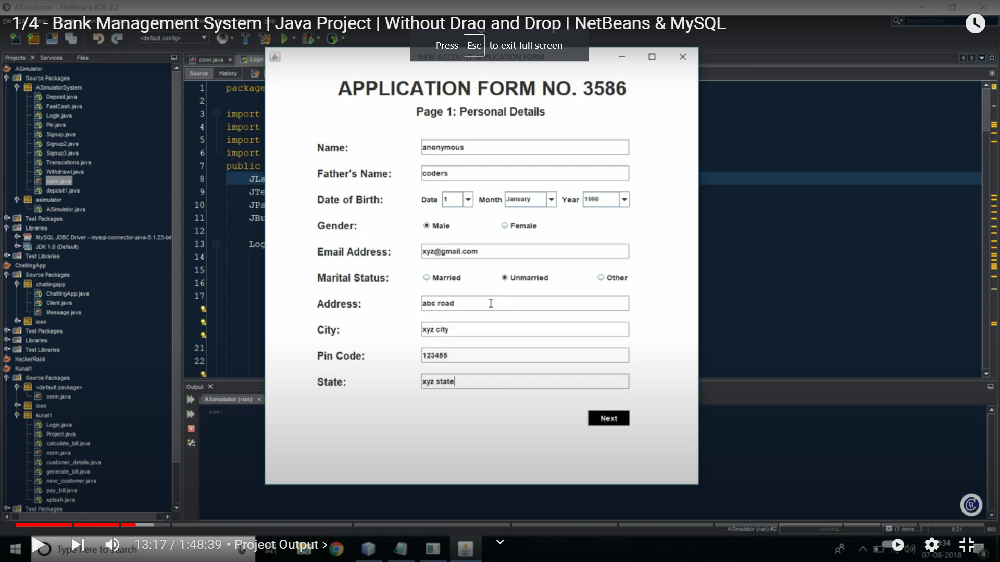 ASimulator - NetBeans IDE 8.2
1/4 - Bank Management System | Java Project | Without Drag and Drop | NetBeans & MySQL
Search (Ctrl+I)
<default config>
Press Esc to exit full screen
NEW ACCOUNT APPLICATION FORM
Projects
Services
Files
ASimulator
Source Packages
ASimulatorSystem
Deposit.java
FastCash.java
Login.java
Pin.java
Signup.java
Signup2.java
Signup3.java
Transcations.java
Withdrawl.java
conn.java
deposit1.java
asimulator
ASimulator.java
Test Packages
Libraries
MySQL JDBC Driver - mysql-connector-java-5.1.23-bin
JDK 1.8 (Default)
Test Libraries
ChattingApp
Source Packages
chattingapp
ChattingApp.java
Client.java
Message.java
icon
Test Packages
Libraries
Test Libraries
HackerRank
Kunal1
Source Packages
<default package>
conn.java
icon
kunal1
Login.java
Project.java
calculate_bill.java
conn.java
customer_details.java
generate_bill.java
new_customer.java
pay_bill.java
splash.java
Test Packages
conn.java
Login.
Source
History
1 package
2
3 import
4 import
5 import
6 import
7 public
8 JLa
9 JTe
10 JPa
11 JBu
12
13 Log
14
15
16
17
21
22
APPLICATION FORM NO. 3586
Page 1: Personal Details
Name: anonymous
Father's Name: coders
Date of Birth: Date 1 Month January Year 1990
Gender: Male Female
Email Address: xyz@gmail.com
Marital Status: Married Unmarried Other
Address: abc road
City: xyz city
Pin Code: 123455
State: xyz state
Next
Output
ASimulator (run)
run:
ASimulator (run) #2
running...
(1 more...)
8:21
INS
Type here to search
13:17 / 1:48:39 • Project Output
:34
07-08-2018
4